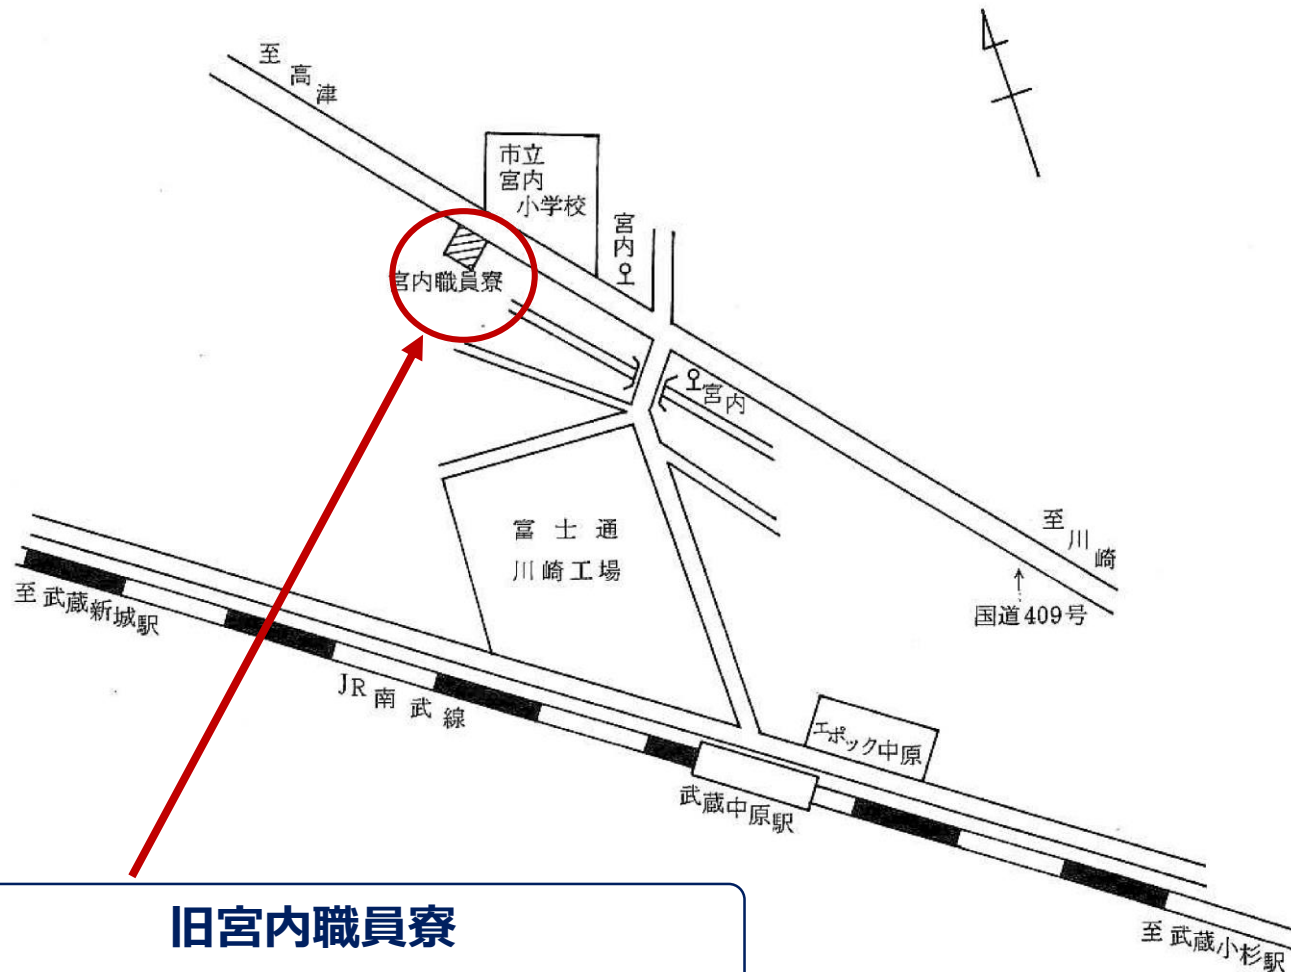 至高津
市立
宮内
小学校
宮内
宮内職員寮
宮内
富士通
川崎工場
至川崎
国道409号
至武蔵新城駅
JR南武線
エポック中原
武蔵中原駅
至武蔵小杉駅
旧宮内職員寮